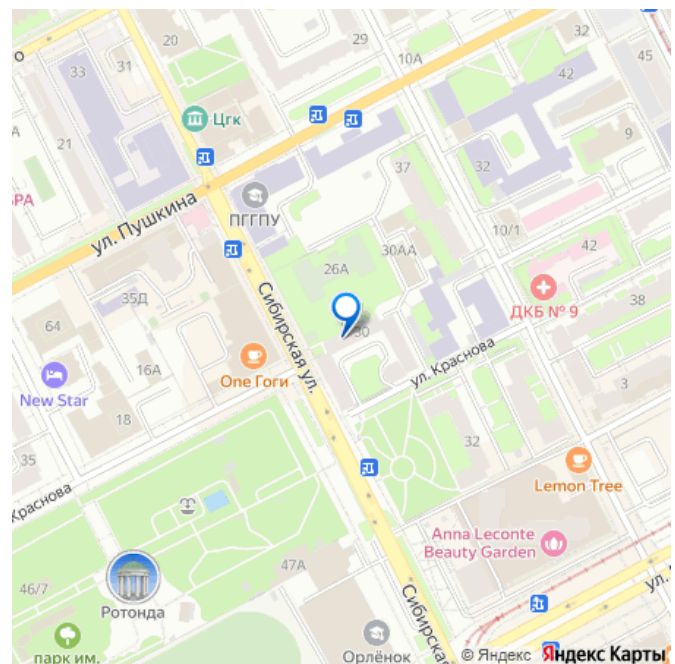 о
20
29
32
10А
45
33
31
42
Цгк
А
21
9
37
32
БРА
ПГГПУ
ул. Пушкина
10/1
30АА
42
26А
35Д
ДКБ № 9
38
64
Сибирская ул.
30
ул. Краснова
16А
One Гоги
New Star
3
18
32
35
Lemon Tree
Краснова
Anna Leconte
Beauty Garden
47А
46/7
ул.
Ротонда
Сибирская
парк им.
Орлёнок
© Яндекс Яндекс Карты